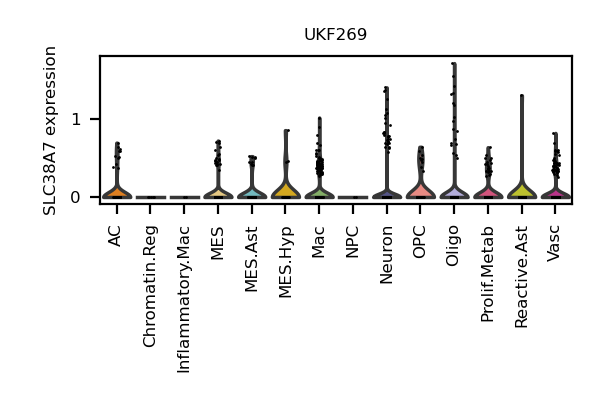 UKF269
SLC38A7 expression
1
0
AC
Chromatin.Reg
Inflammatory.Mac
MES
MES.Ast
MES.Hyp
Mac
NPC
Neuron
OPC
Oligo
Prolif.Metab
Reactive.Ast
Vasc